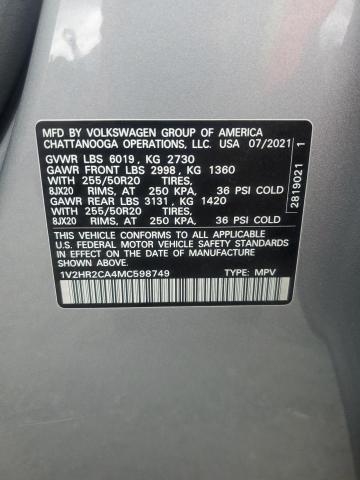 MFD BY VOLKSWAGEN GROUP OF AMERICA
CHATTANOOGA OPERATIONS, LLC. USA 07/2021
GVWR LBS 6019, KG 2730
GAWR FRONT LBS 2998, KG 1360
WITH 255/50R20 TIRES,
8JX20 RIMS, AT 250 KPA, 36 PSI COLD
GAWR REAR LBS 3131, KG 1420
WITH 255/50R20 TIRES,
8JX20 RIMS, AT 250 KPA, 36 PSI COLD
THIS VEHICLE CONFORMS TO ALL APPLICABLE
U.S. FEDERAL MOTOR VEHICLE SAFETY STANDARDS
IN EFFECT ON THE DATE OF MANUFACTURE SHOWN ABOVE.
1V2HR2CA4MC598749 TYPE: MPV
2819021 1